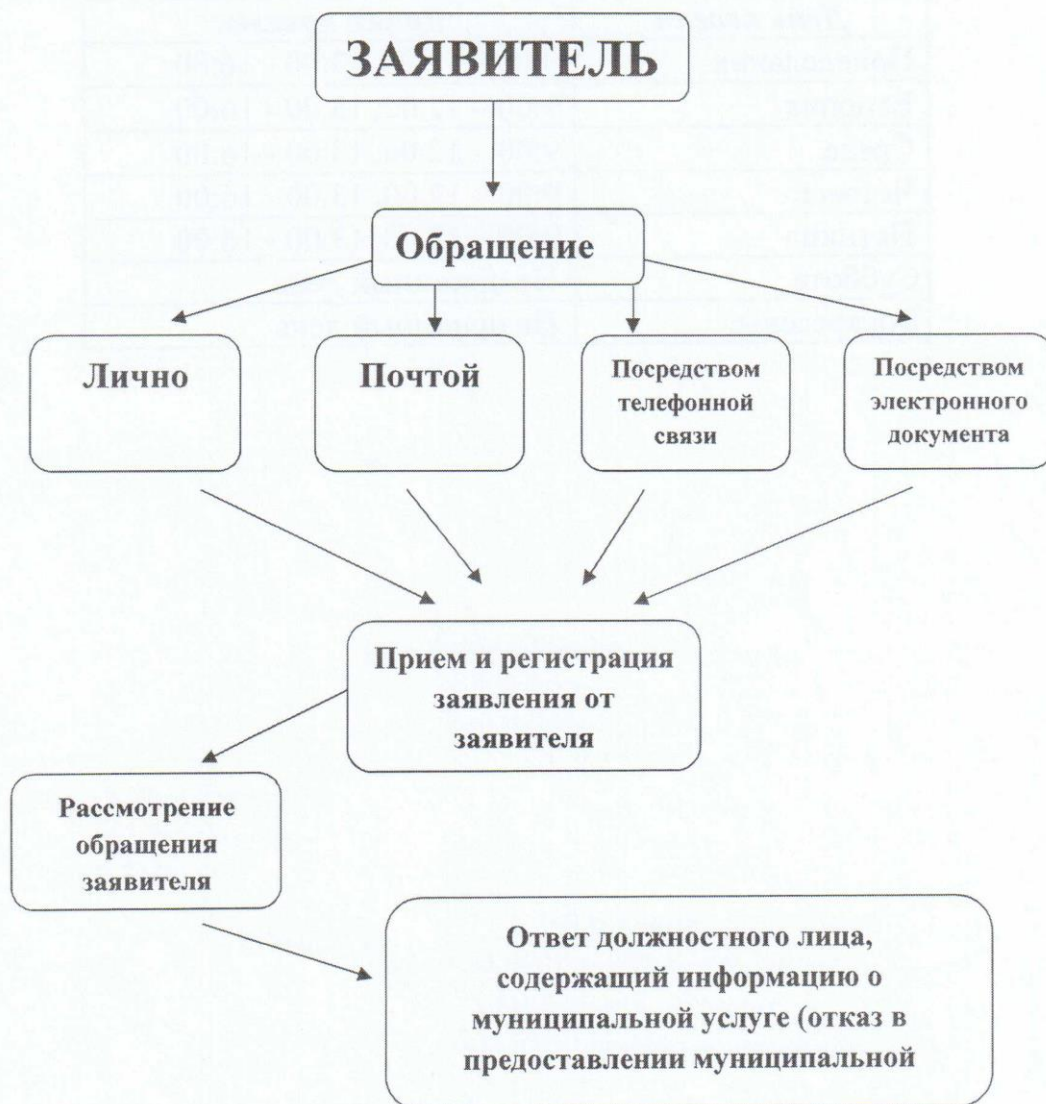 ЗАЯВИТЕЛЬ
Обращение
Лично
Почтой
Посредством
телефонной
связи
Посредством
электронного
документа
Прием и регистрация
заявления от
заявителя
Рассмотрение
обращения
заявителя
Ответ должностного лица,
содержащий информацию о
муниципальной услуге (отказ в
предоставлении муниципальной